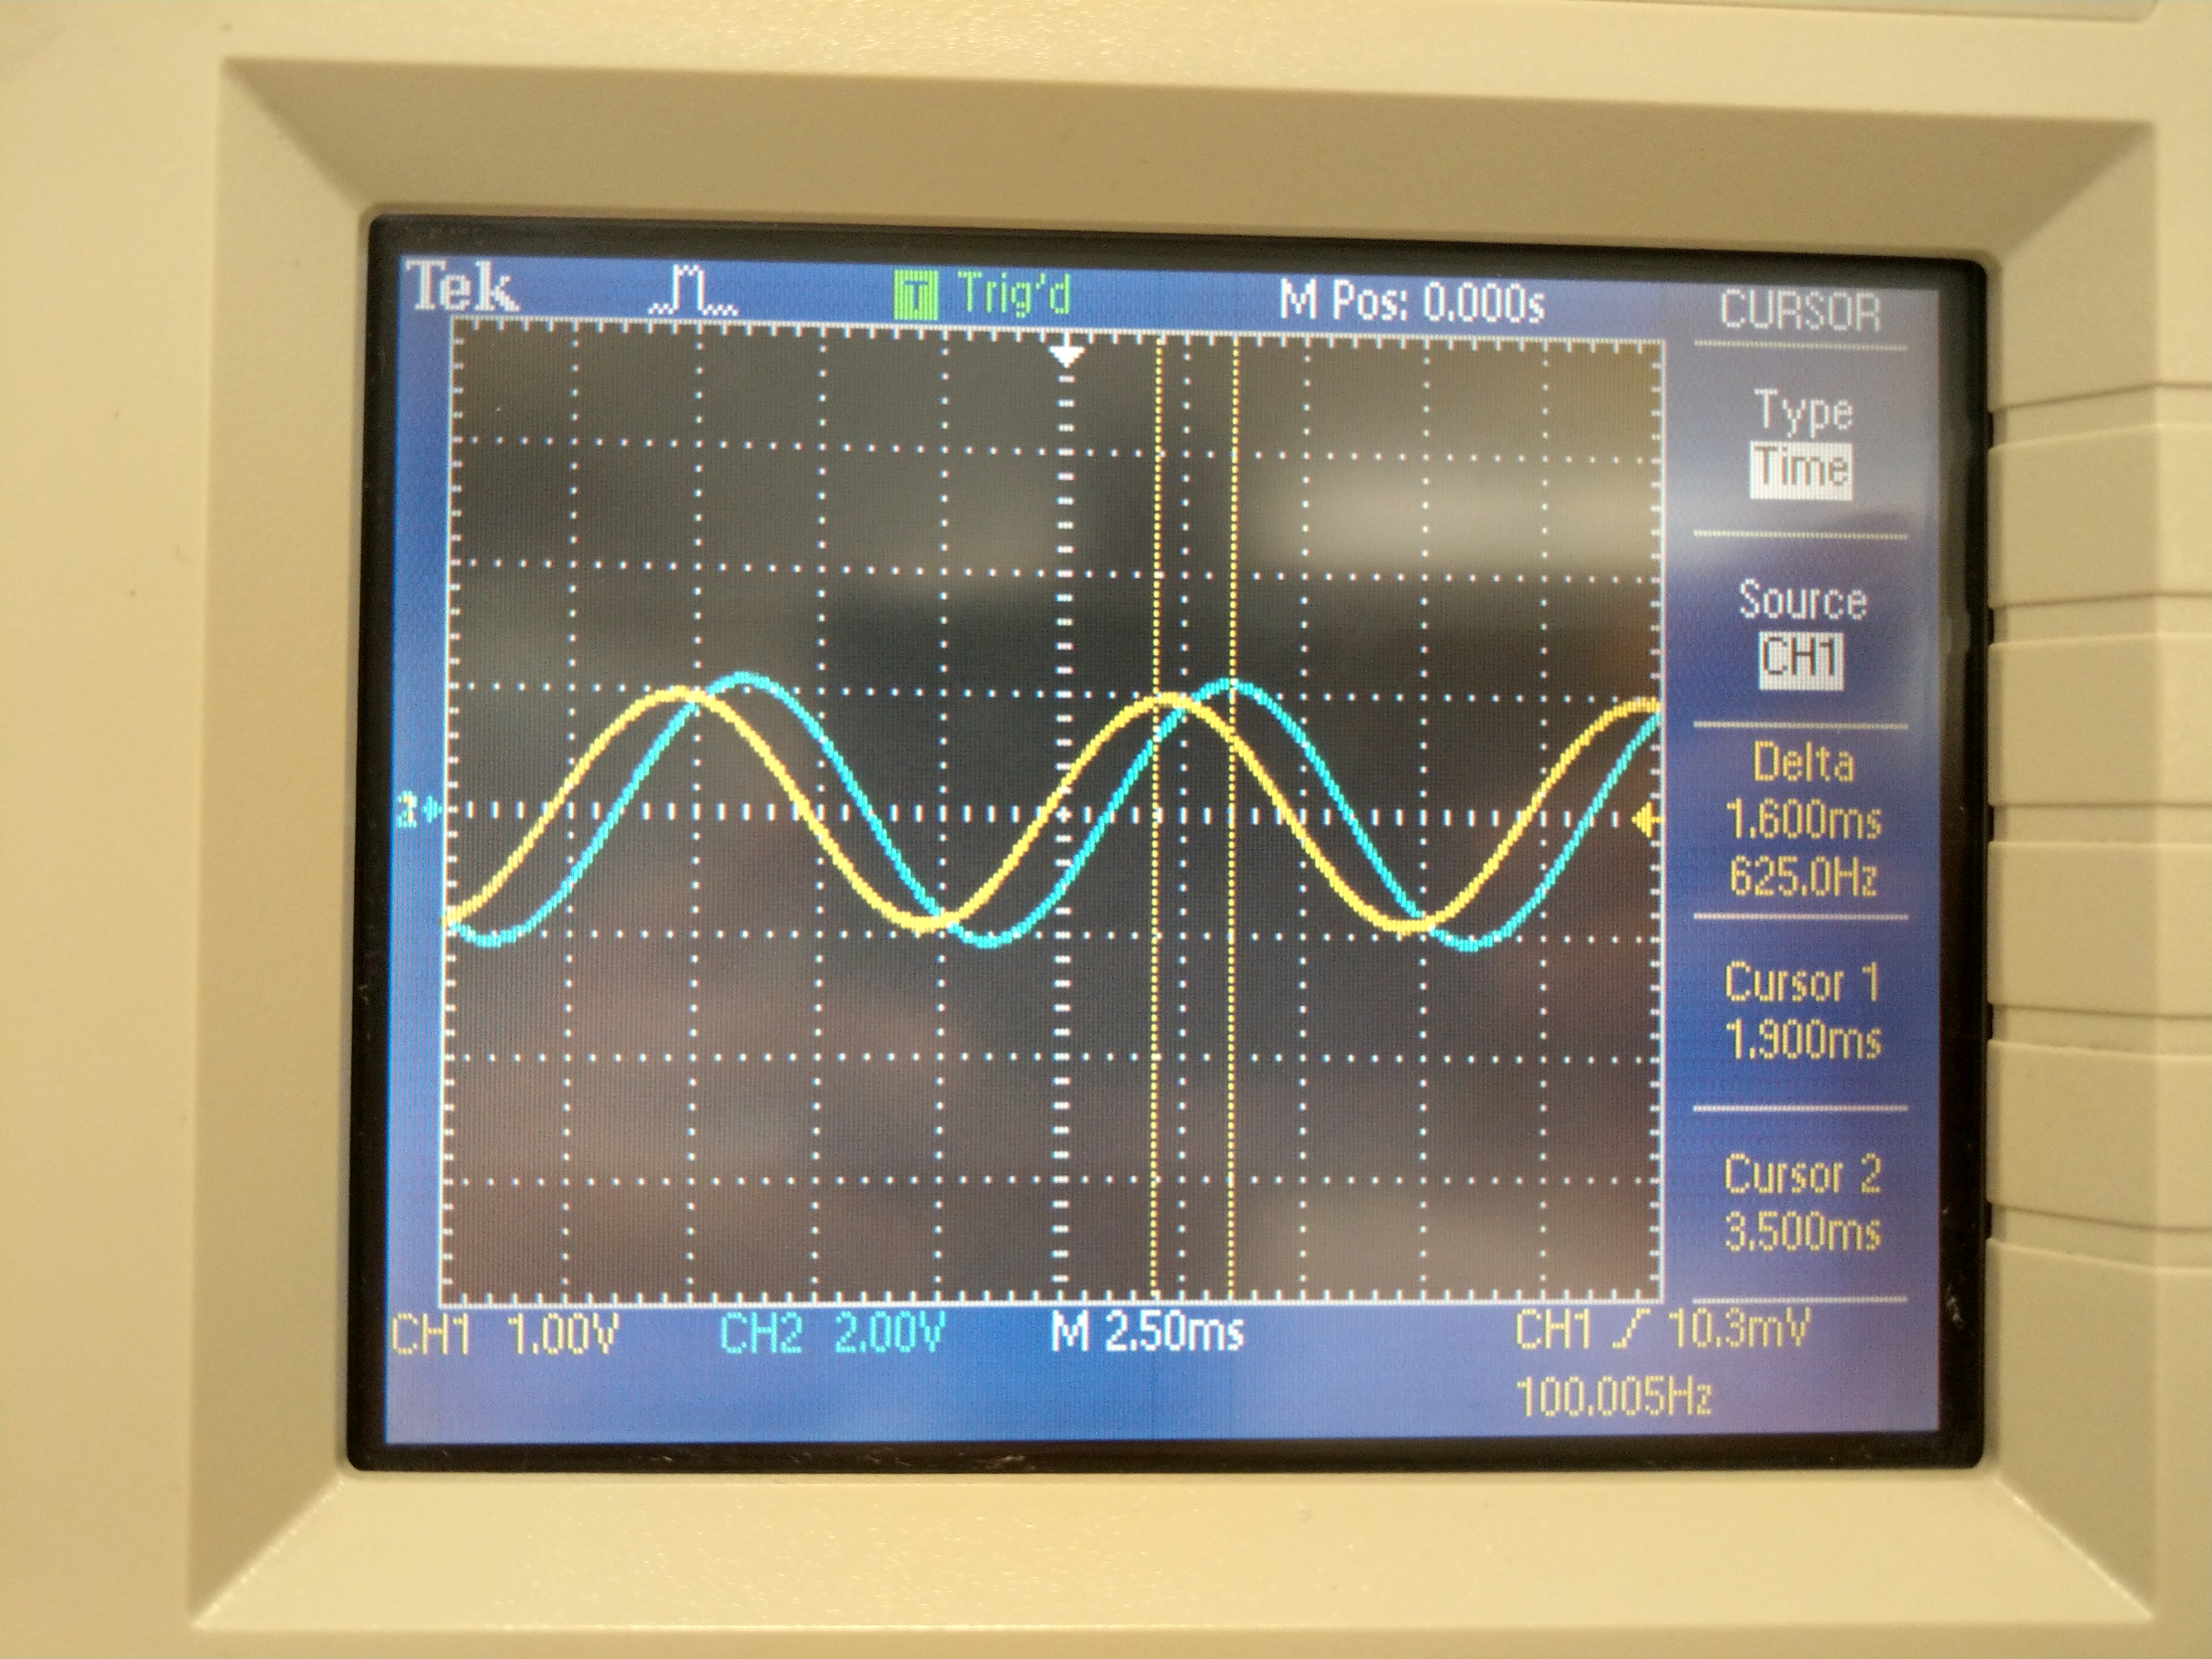 Tek T Trig'd M Pos: 0.000s CURSOR
Type
Time
Source
CH1
Delta
1.600ms
625.0Hz
Cursor 1
1.900ms
Cursor 2
3.500ms
2
CH1 1.00V CH2 2.00V M 2.50ms CH1 10.3mV
100.005Hz